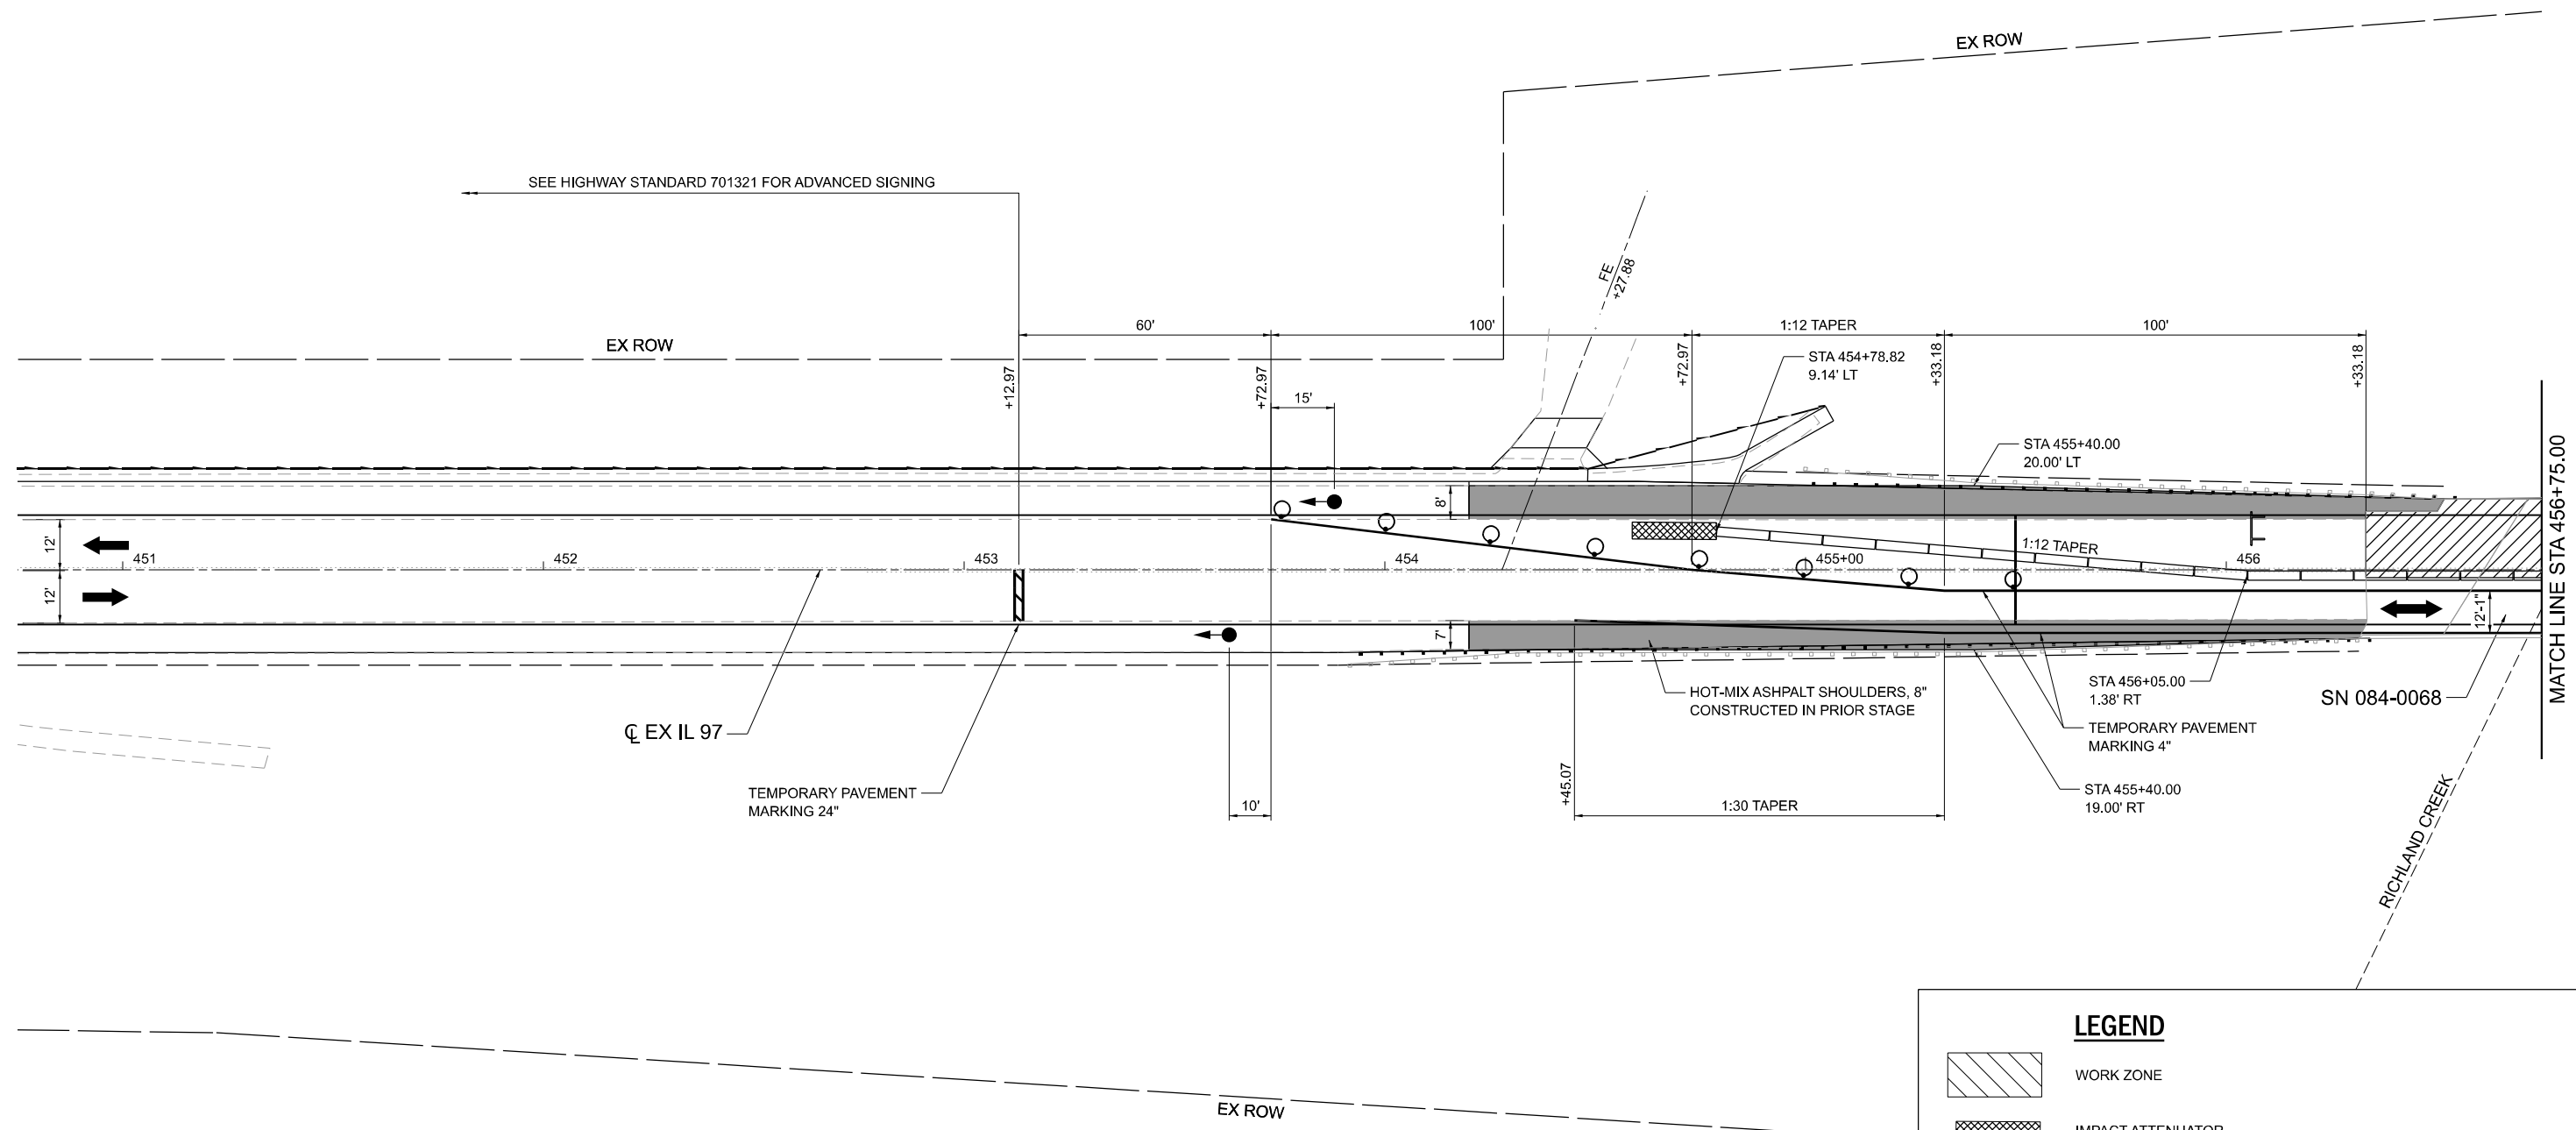 EX ROW
SEE HIGHWAY STANDARD 701321 FOR ADVANCED SIGNING
FE
+27.88
EX ROW
60'
100'
1:12 TAPER
100'
+12.97
+72.97
+72.97
+33.18
+33.18
STA 454+78.82
9.14' LT
15'
STA 455+40.00
20.00' LT
MATCH LINE STA 456+75.00
8'
12'
12'
451
452
453
454
455+00
1:12 TAPER
456
7'
12'-1"
HOT-MIX ASHPALT SHOULDERS, 8"
CONSTRUCTED IN PRIOR STAGE
STA 456+05.00
1.38' RT
SN 084-0068
℄ EX IL 97
TEMPORARY PAVEMENT
MARKING 4"
TEMPORARY PAVEMENT
MARKING 24"
+45.07
10'
1:30 TAPER
STA 455+40.00
19.00' RT
RICHLAND CREEK
EX ROW
LEGEND
WORK ZONE
IMPACT ATTENUATOR